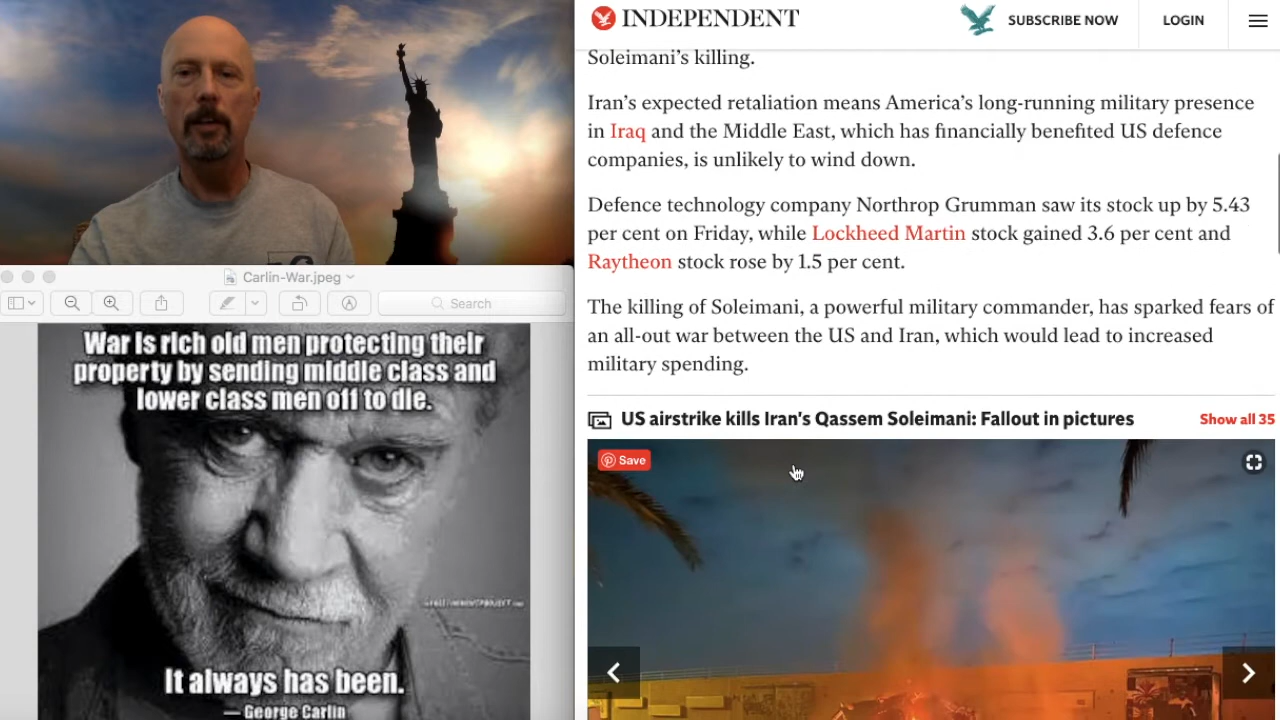 Carlin-War.jpeg
Search
War is rich old men protecting their
property by sending middle class and
lower class men off to die.
It always has been.
— George Carlin
INDEPENDENT
SUBSCRIBE NOW
LOGIN
Soleimani’s killing.
Iran’s expected retaliation means America’s long-running military presence
in Iraq and the Middle East, which has financially benefited US defence
companies, is unlikely to wind down.
Defence technology company Northrop Grumman saw its stock up by 5.43
per cent on Friday, while Lockheed Martin stock gained 3.6 per cent and
Raytheon stock rose by 1.5 per cent.
The killing of Soleimani, a powerful military commander, has sparked fears of
an all-out war between the US and Iran, which would lead to increased
military spending.
US airstrike kills Iran’s Qassem Soleimani: Fallout in pictures
Show all 35
Save